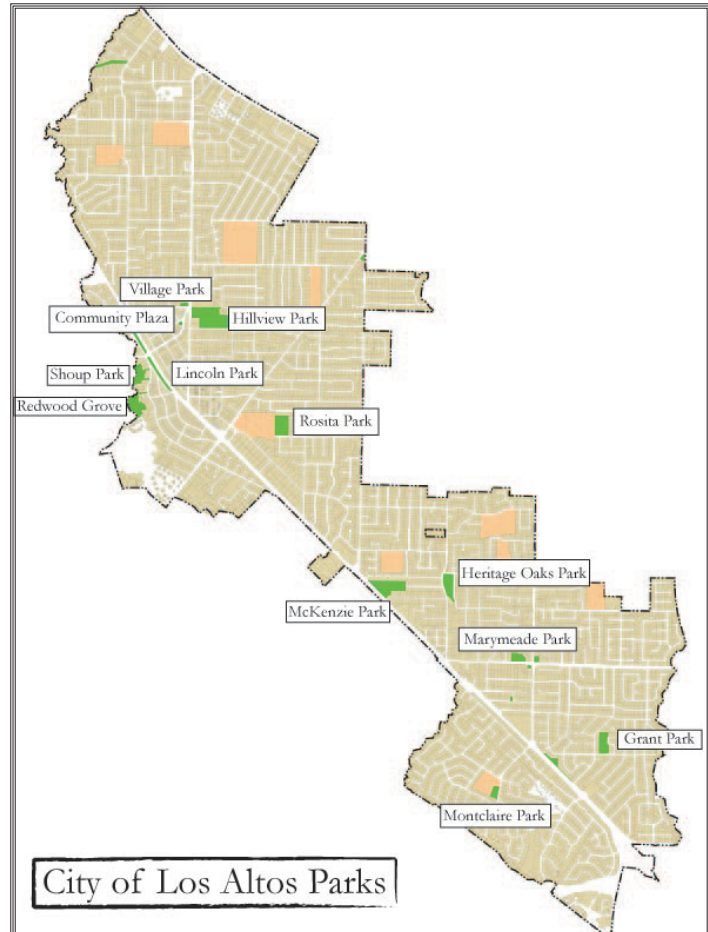 Village Park
Community Plaza
Hillview Park
Shoup Park
Lincoln Park
Redwood Grove
Rosita Park
Heritage Oaks Park
McKenzie Park
Marymeade Park
Grant Park
Montclaire Park
City of Los Altos Parks